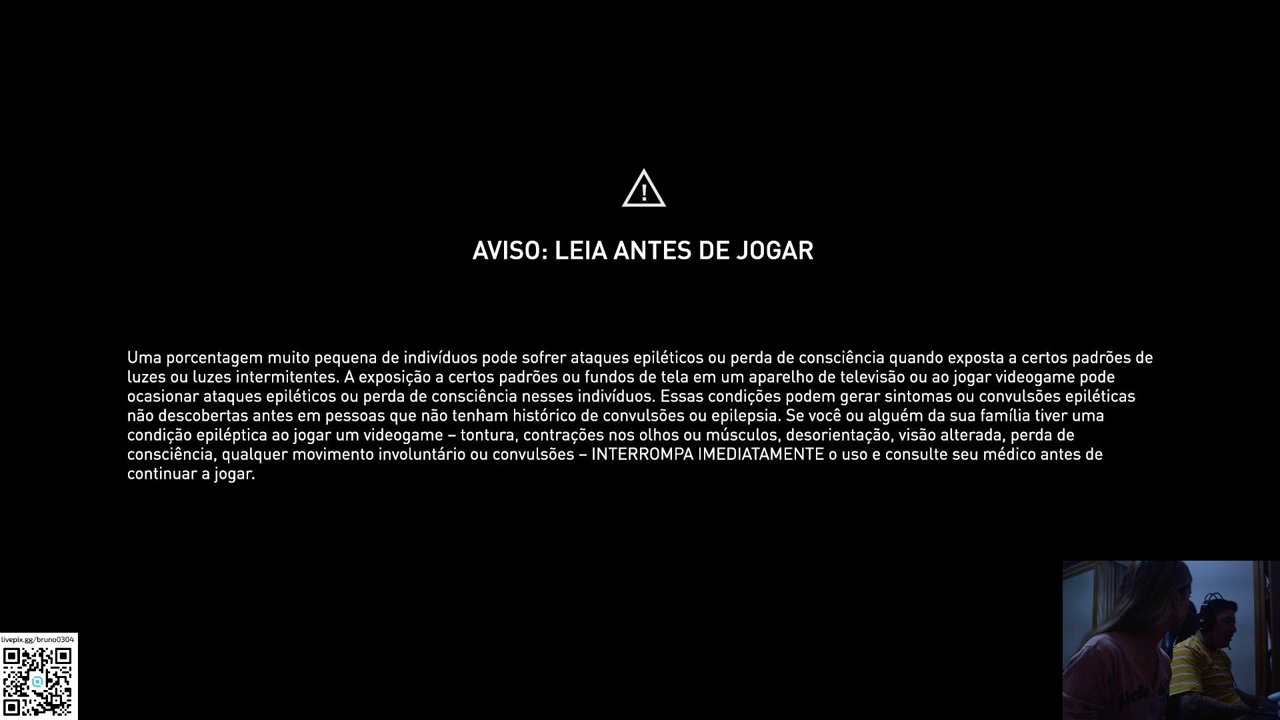 AVISO: LEIA ANTES DE JOGAR
Uma porcentagem muito pequena de indivíduos pode sofrer ataques epiléticos ou perda de consciência quando exposta a certos padrões de
luzes ou luzes intermitentes. A exposição a certos padrões ou fundos de tela em um aparelho de televisão ou ao jogar videogame pode
ocasionar ataques epiléticos ou perda de consciência nesses indivíduos. Essas condições podem gerar sintomas ou convulsões epiléticas
não descobertas antes em pessoas que não tenham histórico de convulsões ou epilepsia. Se você ou alguém da sua família tiver uma
condição epiléptica ao jogar um videogame – tontura, contrações nos olhos ou músculos, desorientação, visão alterada, perda de
consciência, qualquer movimento involuntário ou convulsões – INTERROMPA IMEDIATAMENTE o uso e consulte seu médico antes de
continuar a jogar.
livepix.gg/bruno0304